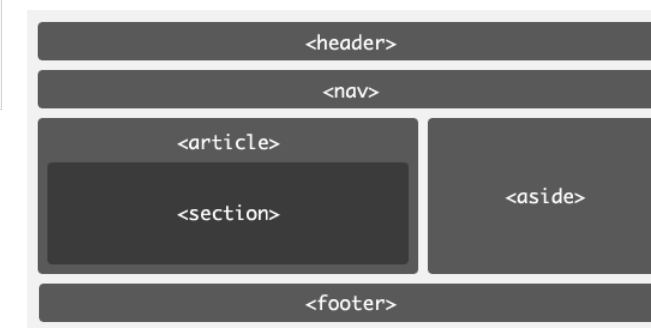 <header>
<nav>
<article>
<section>
<aside>
<footer>